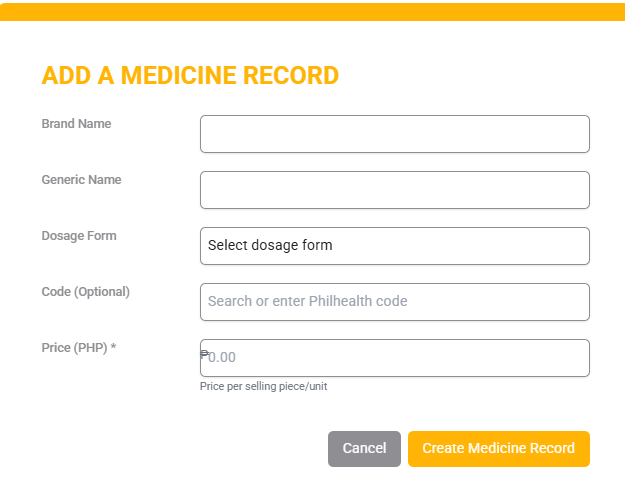 ADD A MEDICINE RECORD
Brand Name
Generic Name
Dosage Form
Select dosage form
Code (Optional)
Search or enter Philhealth code
Price (PHP) *
₱0.00
Price per selling piece/unit
Cancel
Create Medicine Record